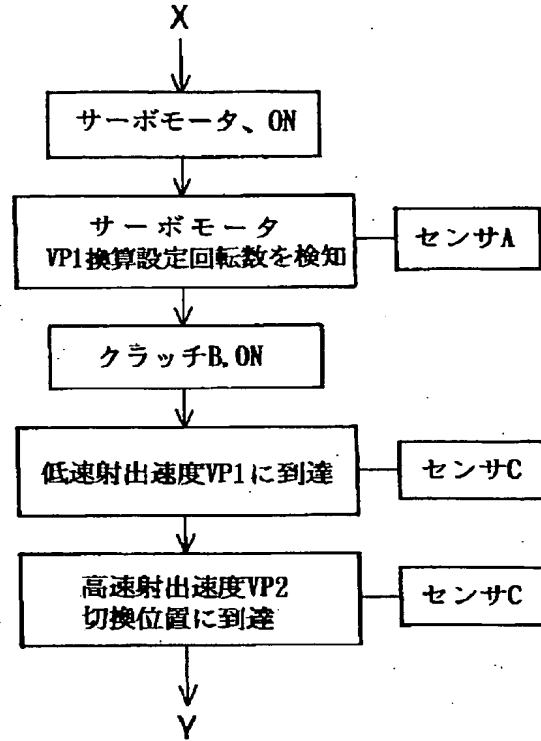 X
サーボモータ、ON
サーボモータ
VP1換算設定回転数を検知
センサA
クラッチB,ON
低速射出速度VP1に到達
センサC
高速射出速度VP2
切換位置に到達
センサC
Y